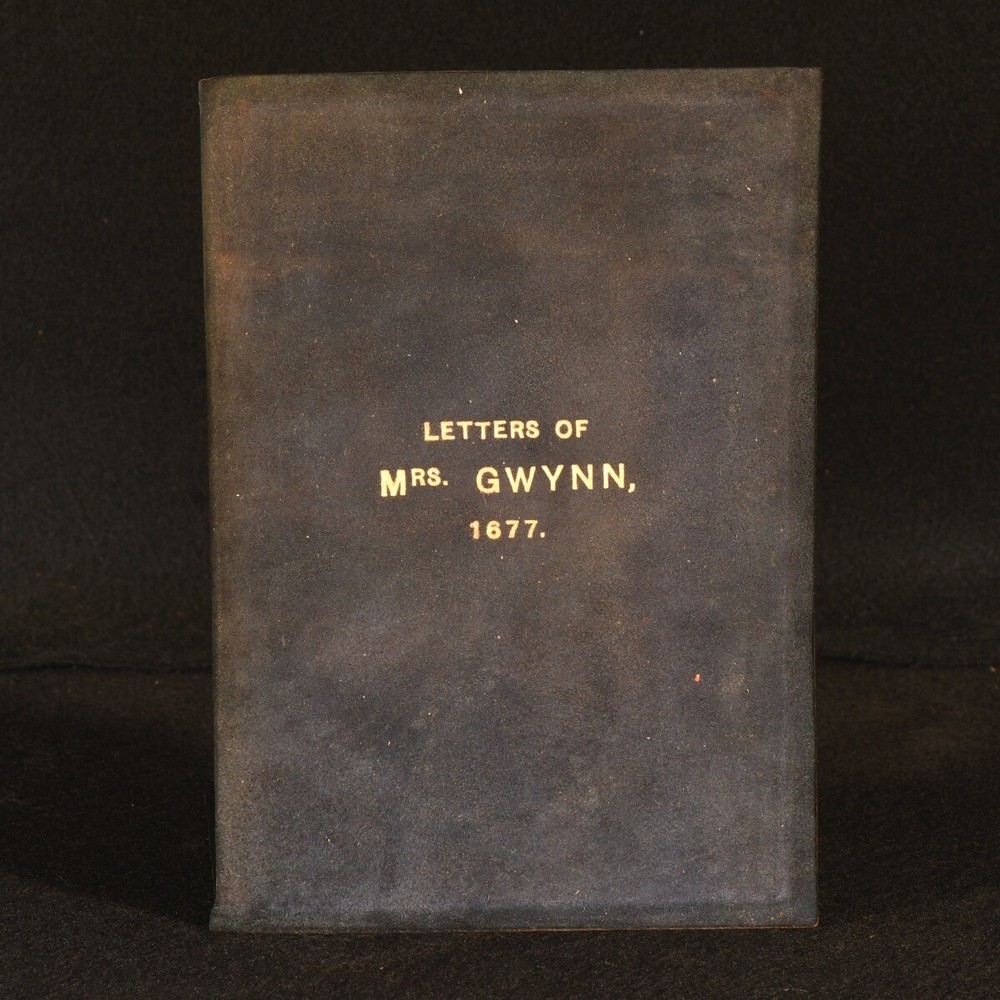 LETTERS OF
MRS. GWYNN,
1677.